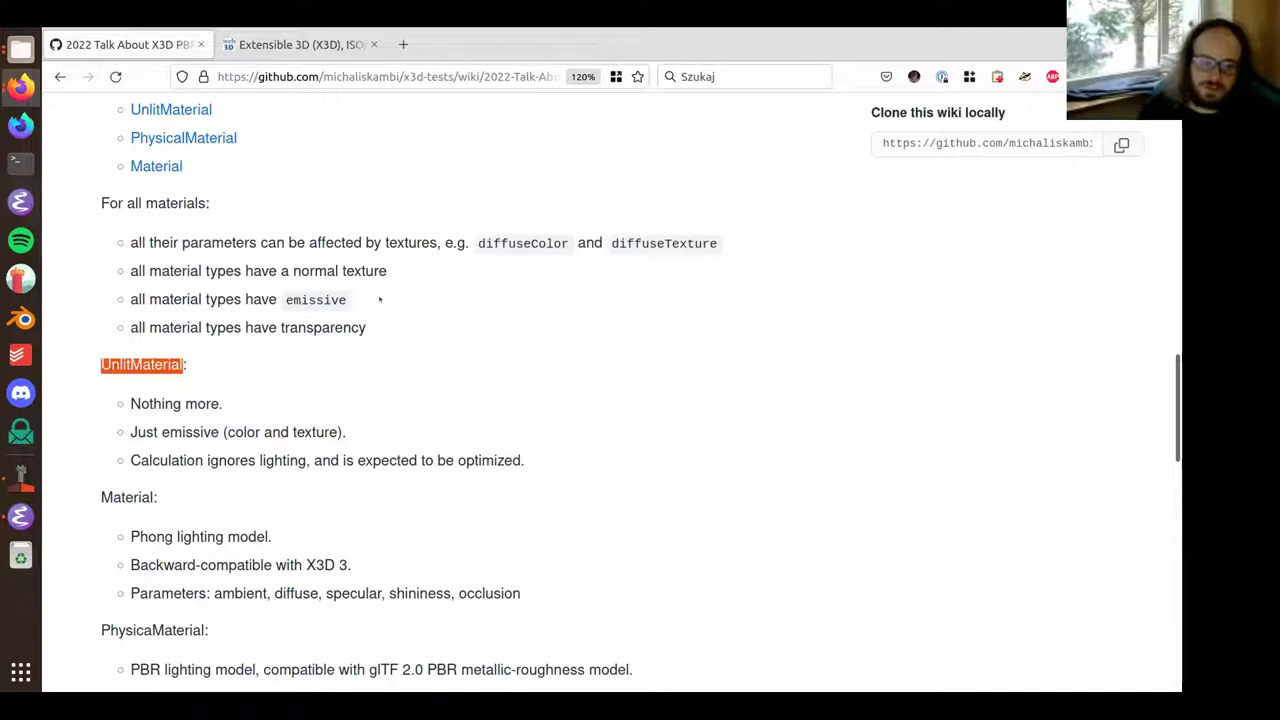 2022 Talk About X3D PBR
Extensible 3D (X3D), ISO/
https://github.com/michaliskambi/x3d-tests/wiki/2022-Talk-Abo
120%
Szukaj
ABP
UnlitMaterial
PhysicalMaterial
Material
Clone this wiki locally
https://github.com/michaliskambi
For all materials:
all their parameters can be affected by textures, e.g. diffuseColor and diffuseTexture
all material types have a normal texture
all material types have emissive
all material types have transparency
UnlitMaterial:
Nothing more.
Just emissive (color and texture).
Calculation ignores lighting, and is expected to be optimized.
Material:
Phong lighting model.
Backward-compatible with X3D 3.
Parameters: ambient, diffuse, specular, shininess, occlusion
PhysicaMaterial:
PBR lighting model, compatible with glTF 2.0 PBR metallic-roughness model.